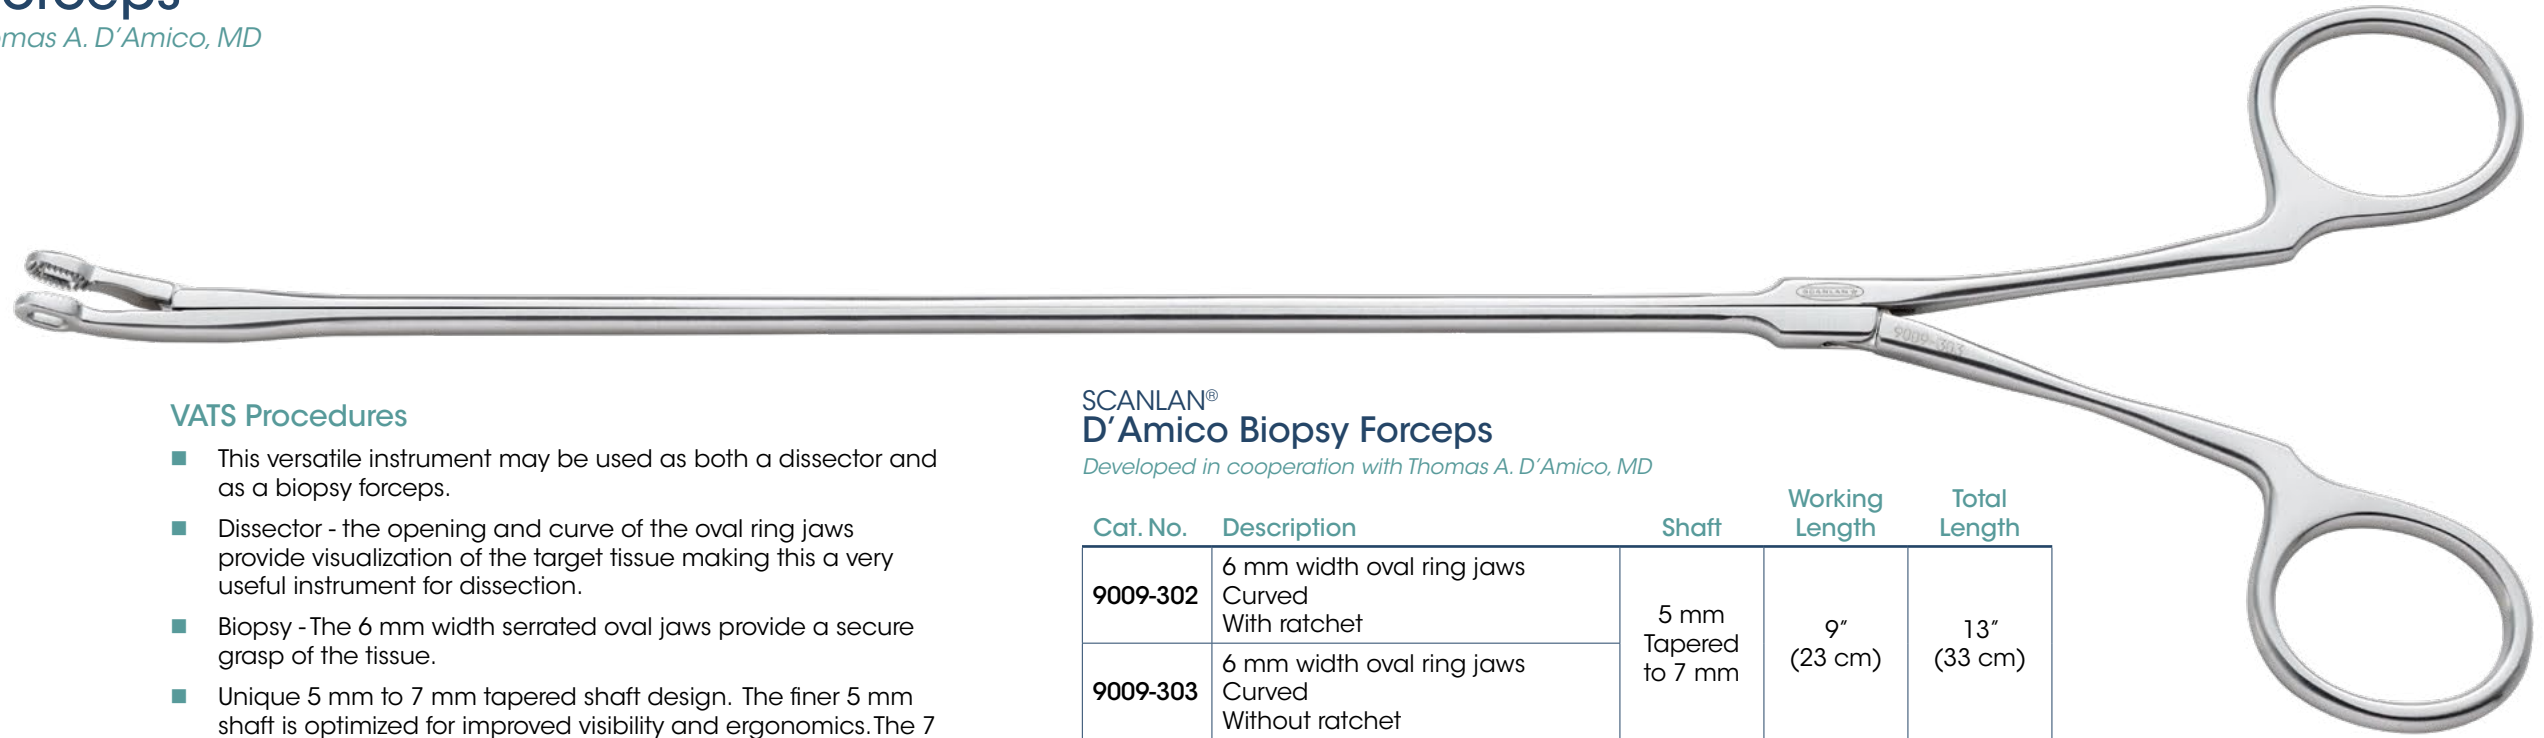 mas A. D'Amico, MD
SCANLAN®
9009-303
VATS Procedures
■ This versatile instrument may be used as both a dissector and
as a biopsy forceps.
■ Dissector - the opening and curve of the oval ring jaws
provide visualization of the target tissue making this a very
useful instrument for dissection.
■ Biopsy - The 6 mm width serrated oval jaws provide a secure
grasp of the tissue.
■ Unique 5 mm to 7 mm tapered shaft design. The finer 5 mm
shaft is optimized for improved visibility and ergonomics. The 7
SCANLAN®
D'Amico Biopsy Forceps
Developed in cooperation with Thomas A. D'Amico, MD
Cat. No. Description Shaft Working Length Total Length
9009-302
6 mm width oval ring jaws
Curved
With ratchet
9009-303
6 mm width oval ring jaws
Curved
Without ratchet
5 mm
Tapered
to 7 mm
9″
(23 cm)
13″
(33 cm)